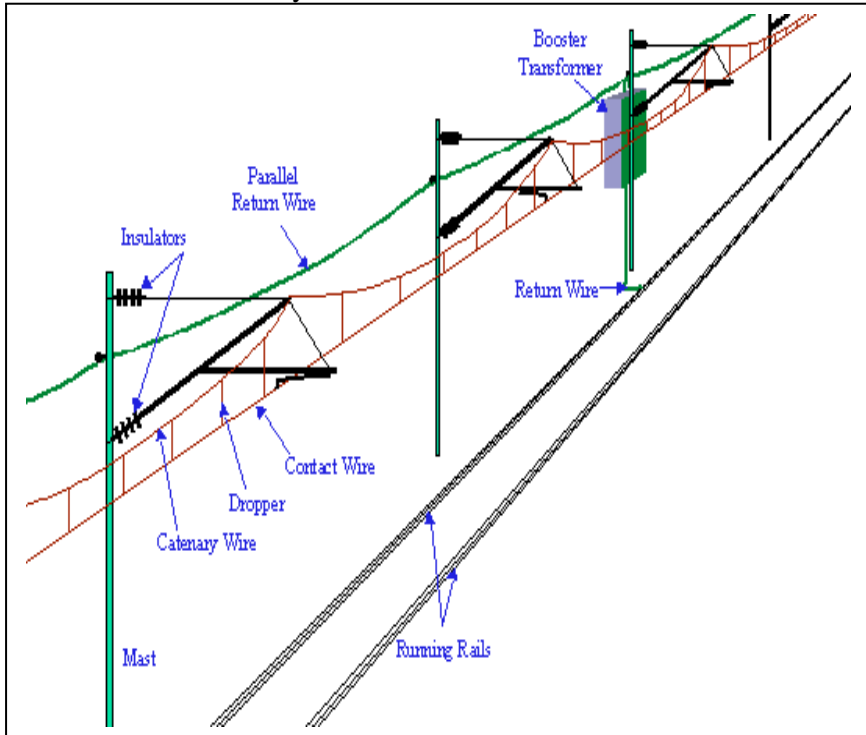 Booster
Transformer
Parallel
Return Wire
Insulators
Return Wire
Contact Wire
Dropper
Catenary Wire
Running Rails
Mast